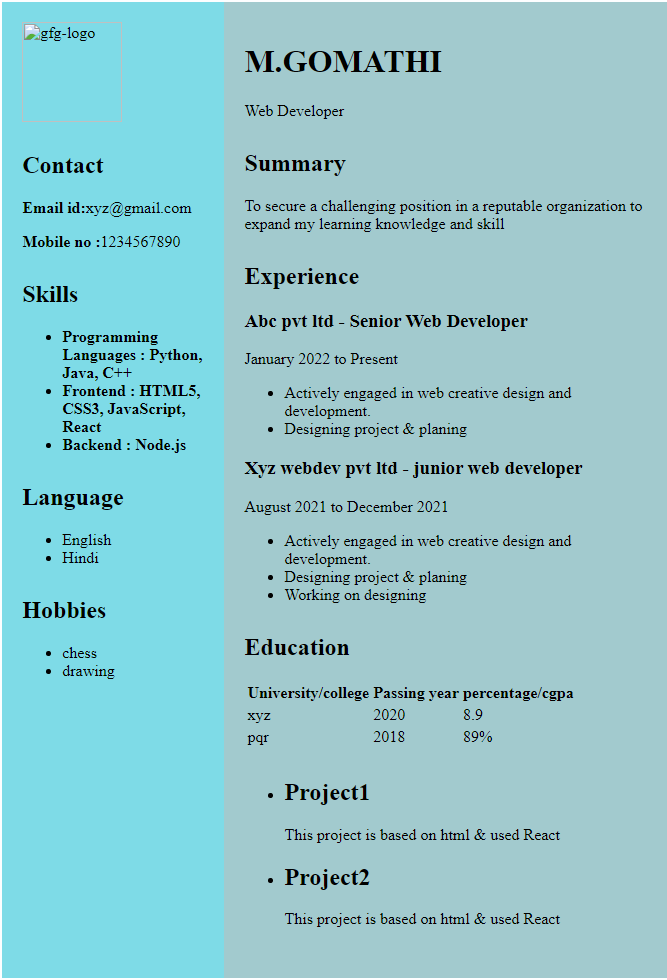 gfg-logo
Contact
Email id:xyz@gmail.com
Mobile no :1234567890
Skills
Programming
Languages : Python,
Java, C++
Frontend : HTML5,
CSS3, JavaScript,
React
Backend : Node.js
Language
English
Hindi
Hobbies
chess
drawing
M.GOMATHI
Web Developer
Summary
To secure a challenging position in a reputable organization to
expand my learning knowledge and skill
Experience
Abc pvt ltd - Senior Web Developer
January 2022 to Present
Actively engaged in web creative design and
development.
Designing project & planing
Xyz webdev pvt ltd - junior web developer
August 2021 to December 2021
Actively engaged in web creative design and
development.
Designing project & planing
Working on designing
Education
University/college Passing year percentage/cgpa
xyz 2020 8.9
pqr 2018 89%
Project1
This project is based on html & used React
Project2
This project is based on html & used React